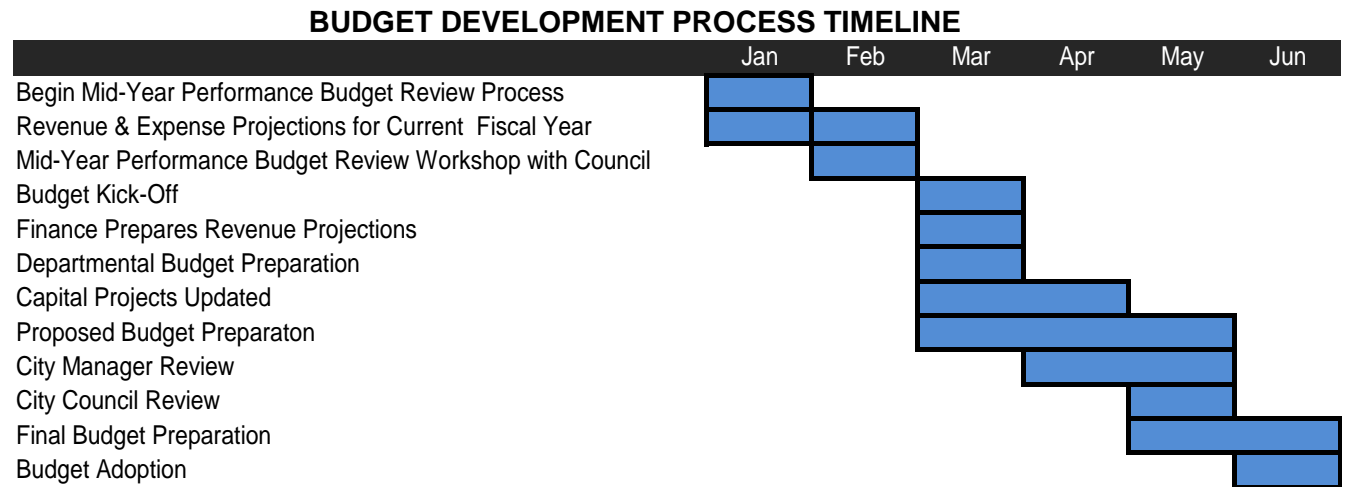 BUDGET DEVELOPMENT PROCESS TIMELINE
Jan Feb Mar Apr May Jun
Begin Mid-Year Performance Budget Review Process
Revenue & Expense Projections for Current Fiscal Year
Mid-Year Performance Budget Review Workshop with Council
Budget Kick-Off
Finance Prepares Revenue Projections
Departmental Budget Preparation
Capital Projects Updated
Proposed Budget Preparaton
City Manager Review
City Council Review
Final Budget Preparation
Budget Adoption